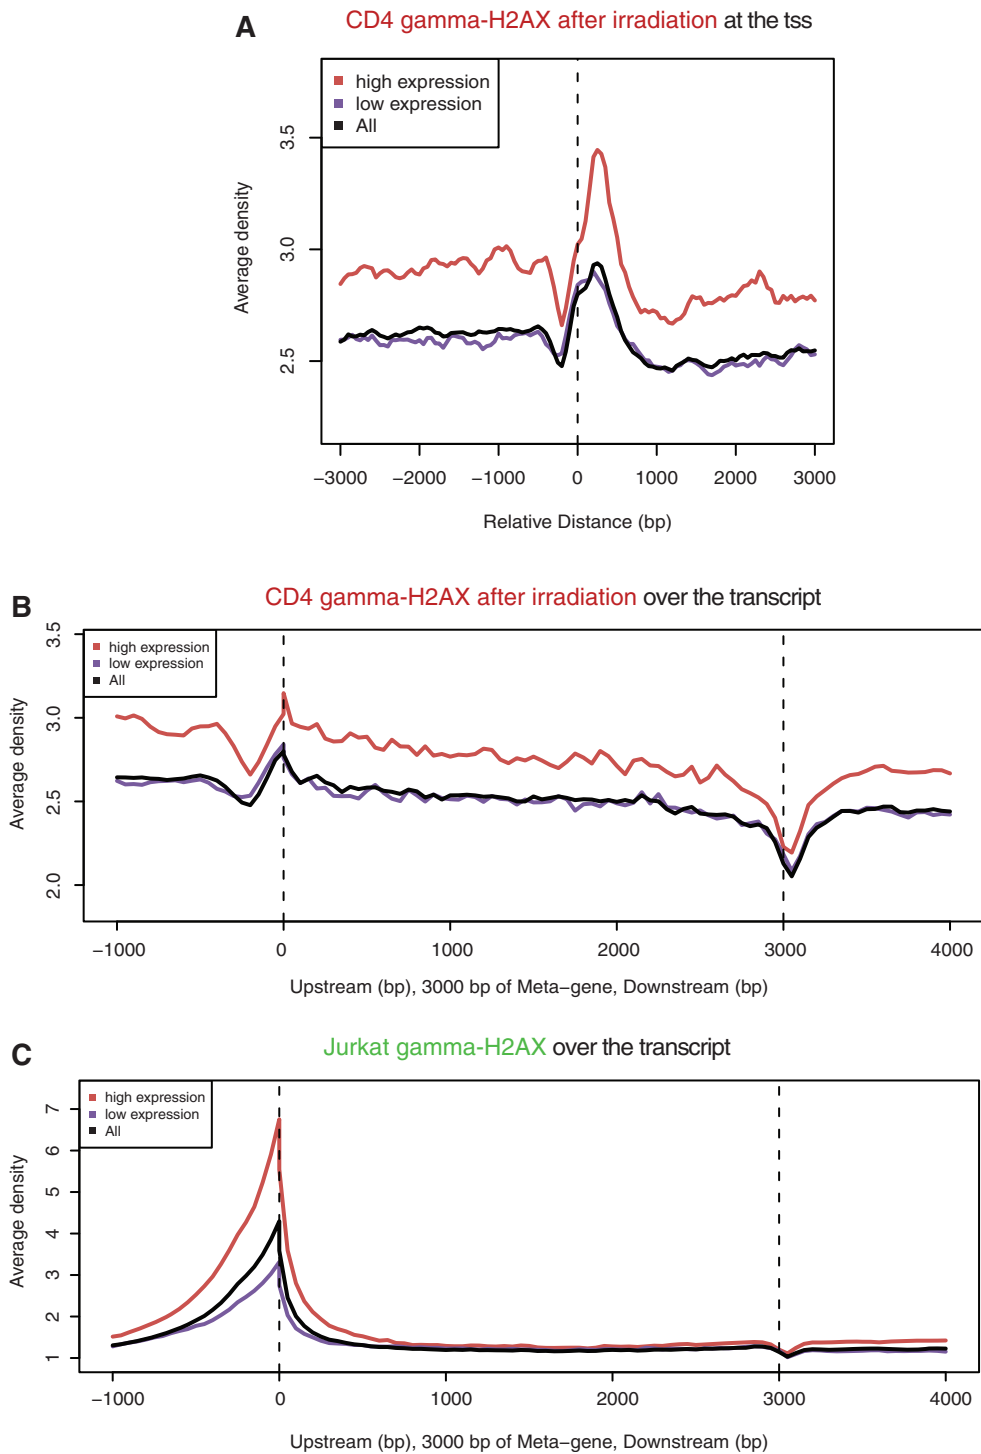 A
CD4 gamma-H2AX after irradiation at the tss
high expression
low expression
All
Average density
3.5
3.0
2.5
−3000 −2000 −1000 0 1000 2000 3000
Relative Distance (bp)
B
CD4 gamma-H2AX after irradiation over the transcript
high expression
low expression
All
Average density
3.5
3.0
2.5
2.0
−1000 0 1000 2000 3000 4000
Upstream (bp), 3000 bp of Meta-gene, Downstream (bp)
C
Jurkat gamma-H2AX over the transcript
high expression
low expression
All
Average density
7
6
5
4
3
2
1
−1000 0 1000 2000 3000 4000
Upstream (bp), 3000 bp of Meta-gene, Downstream (bp)